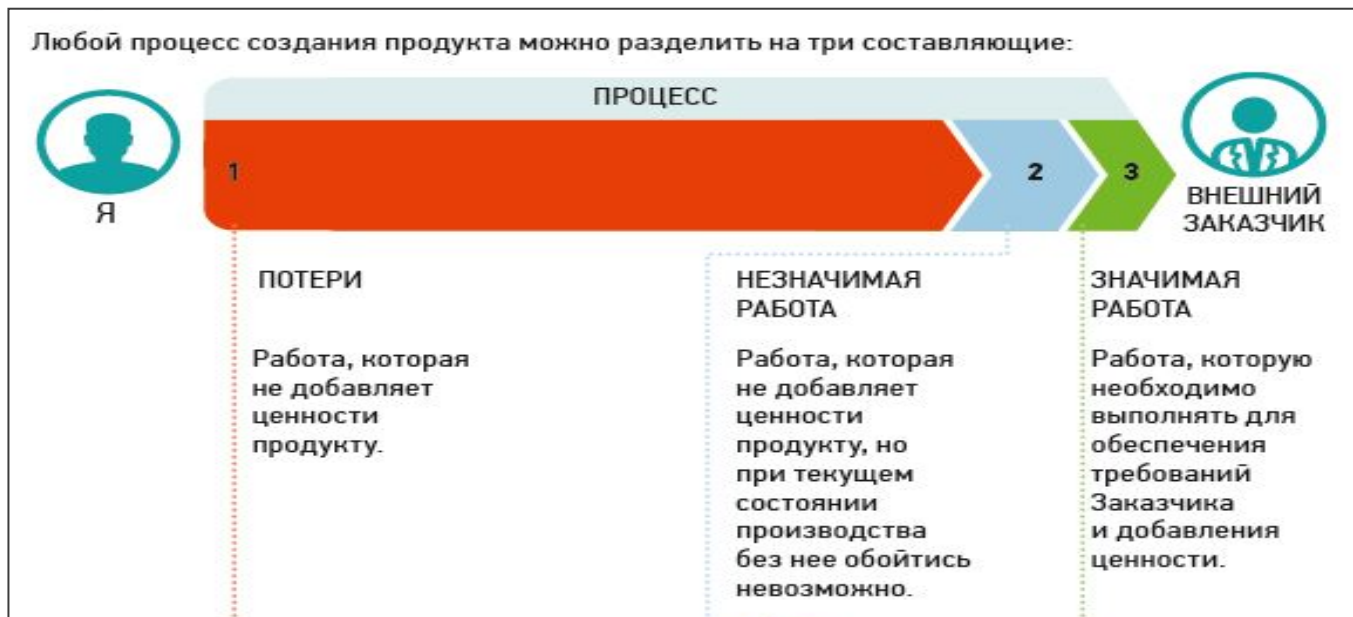 Любой процесс создания продукта можно разделить на три составляющие:
ПРОЦЕСС
1
2
3
Я
ВНЕШНИЙ
ЗАКАЗЧИК
ПОТЕРИ
Работа, которая
не добавляет
ценности
продукту.
НЕЗНАЧИМАЯ
РАБОТА
Работа, которая
не добавляет
ценности
продукту, но
при текущем
состоянии
производства
без нее обойтись
невозможно.
ЗНАЧИМАЯ
РАБОТА
Работа, которую
необходимо
выполнять для
обеспечения
требований
Заказчика
и добавления
ценности.